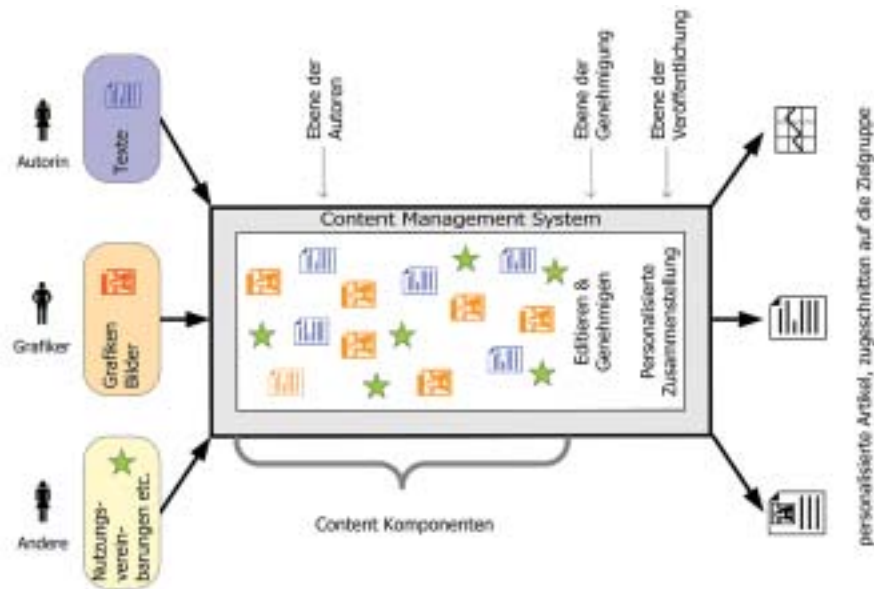 Autorin
Texte
Grafiker
Grafiken
Bilder
Andere
Nutzungs-
verein-
barungen etc.
Ebene der
Autoren
Ebene der
Genehmigung
Ebene der
Veröffentlichung
Content Management System
Editieren &
Genehmigen
Personalisierte
Zusammenstellung
Content Komponenten
personalisierte Artikel, zugeschnitten auf die Zielgruppe